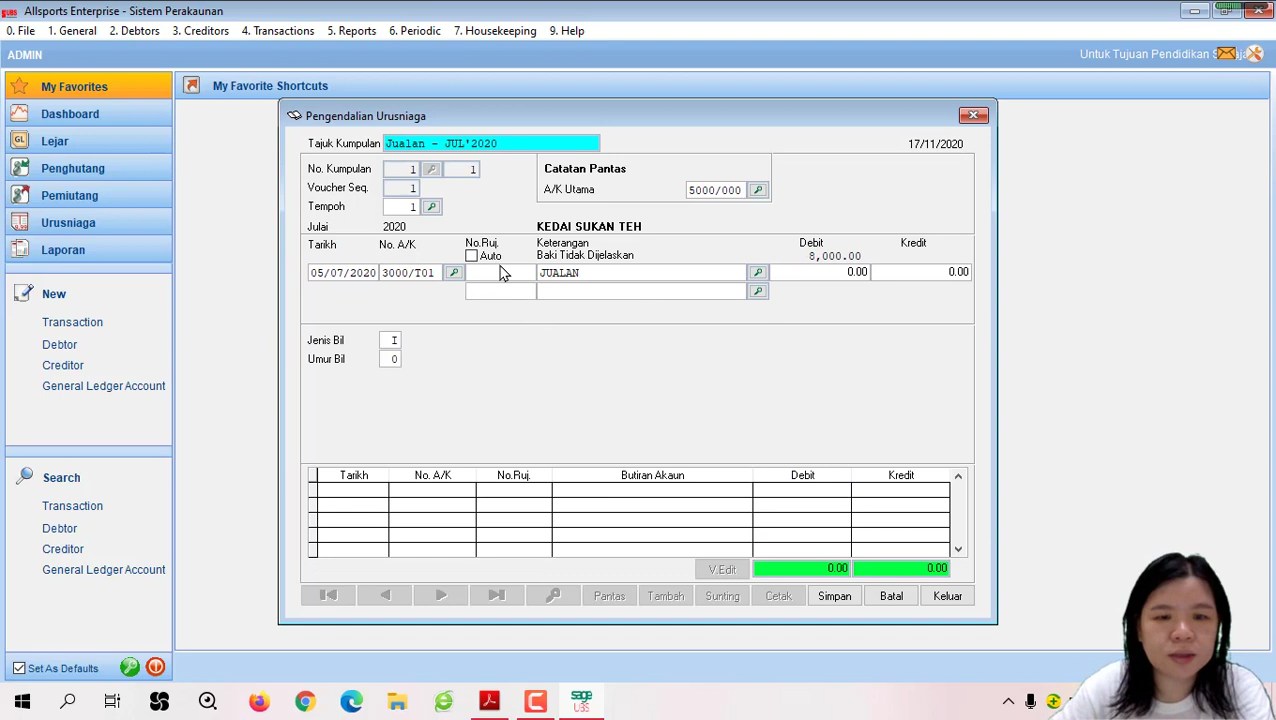 Allsports Enterprise - Sistem Perakaunan
0. File 1. General 2. Debtors 3. Creditors 4. Transactions 5. Reports 6. Periodic 7. Housekeeping 9. Help
ADMIN
Untuk Tujuan Pendidikan
My Favorites
My Favorite Shortcuts
Dashboard
Lejar
Penghutang
Pemiutang
Urusniaga
Laporan
New
Transaction
Debtor
Creditor
General Ledger Account
Search
Transaction
Debtor
Creditor
General Ledger Account
Set As Defaults
Pengendalian Urusniaga
Tajuk Kumpulan Jualan - JUL'2020 17/11/2020
No. Kumpulan 1 1 Catatan Pantas
Voucher Seq. 1 A/K Utama 5000/000
Tempoh 1
Julai 2020 KEDAI SUKAN TEH
Tarikh No. A/K No.Ruj. Keterangan Debit Kredit
Auto Baki Tidak Dijelaskan 8,000.00
05/07/2020 3000/T01 JUALAN 0.00 0.00
Jenis Bil I
Umur Bil 0
Tarikh No. A/K No.Ruj. Butiran Akaun Debit Kredit
V.Edit 0.00 0.00
Pantas Tambah Sunting Cetak Simpan Batal Keluar
sage
UBS